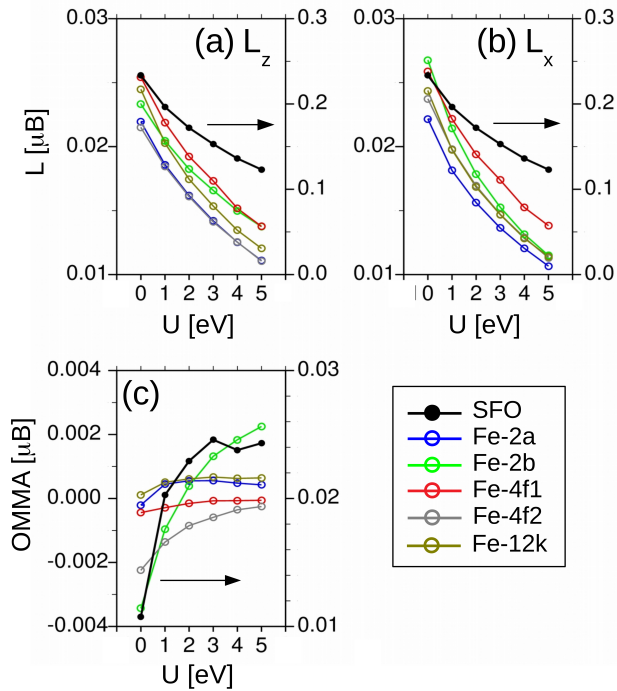 0.03
0.02
0.01
L [μB]
(a) Lz
0.3
0.2
0.1
0.0
0 1 2 3 4 5
U [eV]
0.03
0.02
0.01
(b) Lx
0.3
0.2
0.1
0.0
0 1 2 3 4 5
U [eV]
0.004
0.002
0.000
-0.002
-0.004
OMMA [μB]
(c)
0.03
0.02
0.01
0 1 2 3 4 5
U [eV]
SFO
Fe-2a
Fe-2b
Fe-4f1
Fe-4f2
Fe-12k